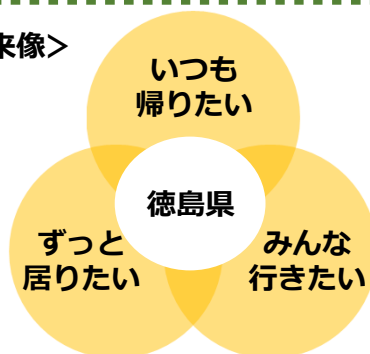 来像＞
いつも
帰りたい
徳島県
ずっと
居りたい
みんな
行きたい